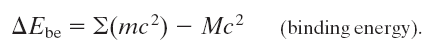 ΔE_be = Σ(mc²) − Mc² (binding energy).